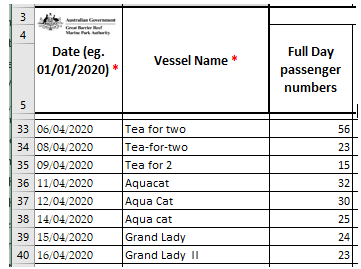 3
Australian Government
Great Barrier Reef
Marine Park Authority
4
Date (eg. 01/01/2020) * Vessel Name * Full Day passenger numbers
5
33 06/04/2020 Tea for two 56
34 08/04/2020 Tea-for-two 23
35 09/04/2020 Tea for 2 15
36 11/04/2020 Aquacat 32
37 12/04/2020 Aqua Cat 30
38 14/04/2020 Aqua cat 25
39 15/04/2020 Grand Lady 24
40 16/04/2020 Grand Lady II 23